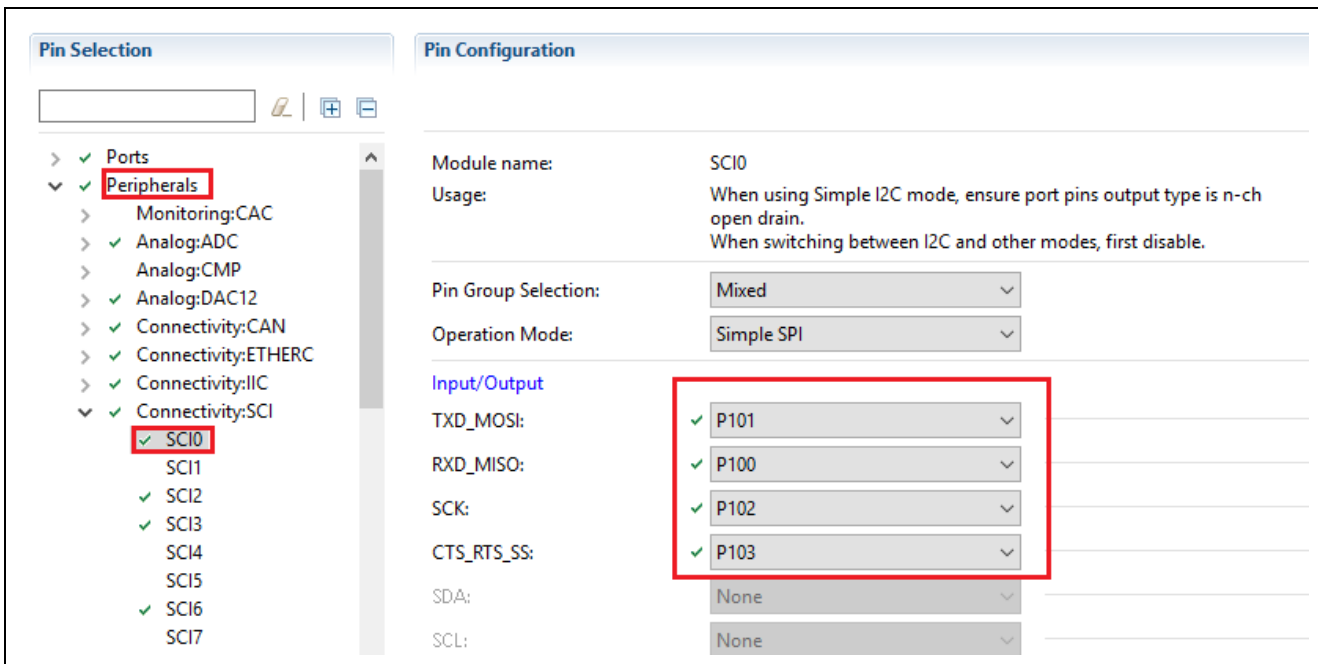 Pin Selection
Ports
Peripherals
Monitoring:CAC
Analog:ADC
Analog:CMP
Analog:DAC12
Connectivity:CAN
Connectivity:ETHERC
Connectivity:IIC
Connectivity:SCI
SCI0
SCI1
SCI2
SCI3
SCI4
SCI5
SCI6
SCI7
Pin Configuration
Module name: SCI0
Usage: When using Simple I2C mode, ensure port pins output type is n-ch
open drain.
When switching between I2C and other modes, first disable.
Pin Group Selection: Mixed
Operation Mode: Simple SPI
Input/Output
TXD_MOSI: P101
RXD_MISO: P100
SCK: P102
CTS_RTS_SS: P103
SDA: None
SCL: None